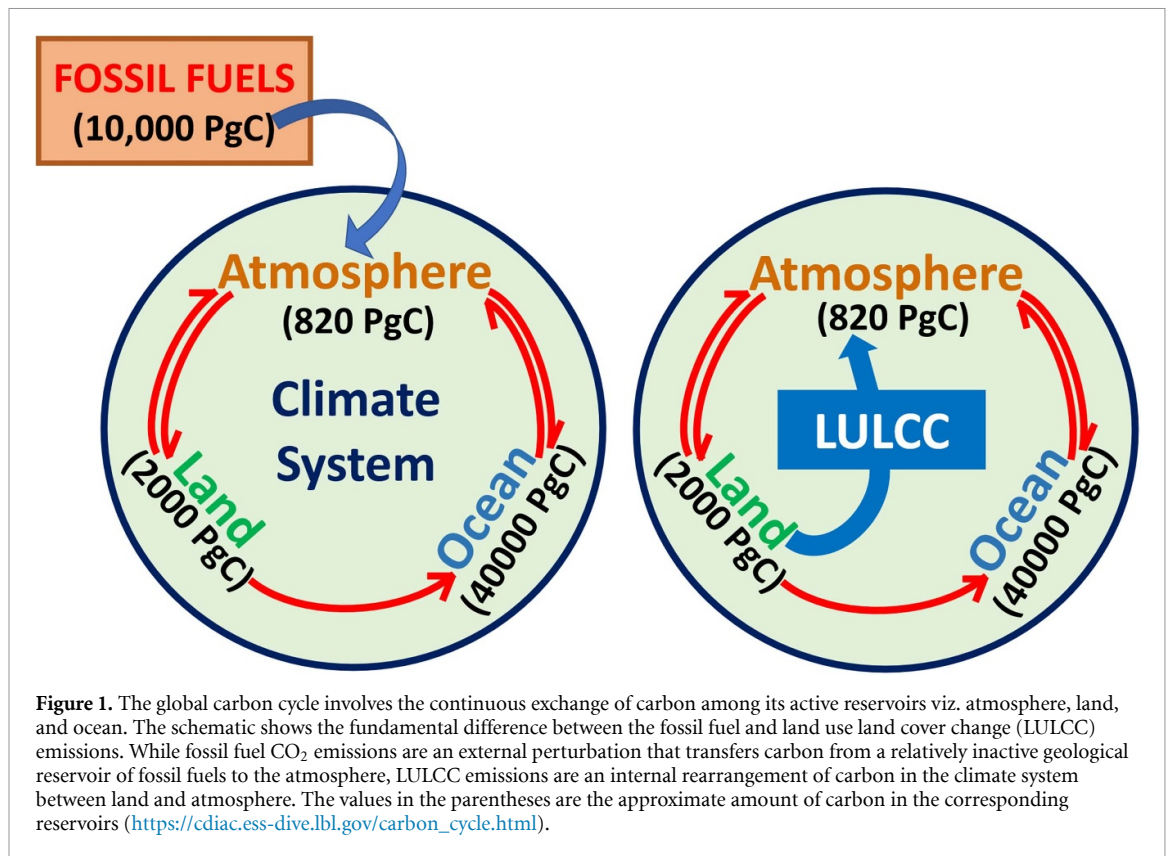 FOSSIL FUELS
(10,000 PgC)
Atmosphere
(820 PgC)
Climate
System
Land
(2000 PgC)
Ocean
(40000 PgC)
Atmosphere
(820 PgC)
LULCC
Land
(2000 PgC)
Ocean
(40000 PgC)
Figure 1. The global carbon cycle involves the continuous exchange of carbon among its active reservoirs viz. atmosphere, land,
and ocean. The schematic shows the fundamental difference between the fossil fuel and land use land cover change (LULCC)
emissions. While fossil fuel CO₂ emissions are an external perturbation that transfers carbon from a relatively inactive geological
reservoir of fossil fuels to the atmosphere, LULCC emissions are an internal rearrangement of carbon in the climate system
between land and atmosphere. The values in the parentheses are the approximate amount of carbon in the corresponding
reservoirs (https://cdiac.ess-dive.lbl.gov/carbon_cycle.html).